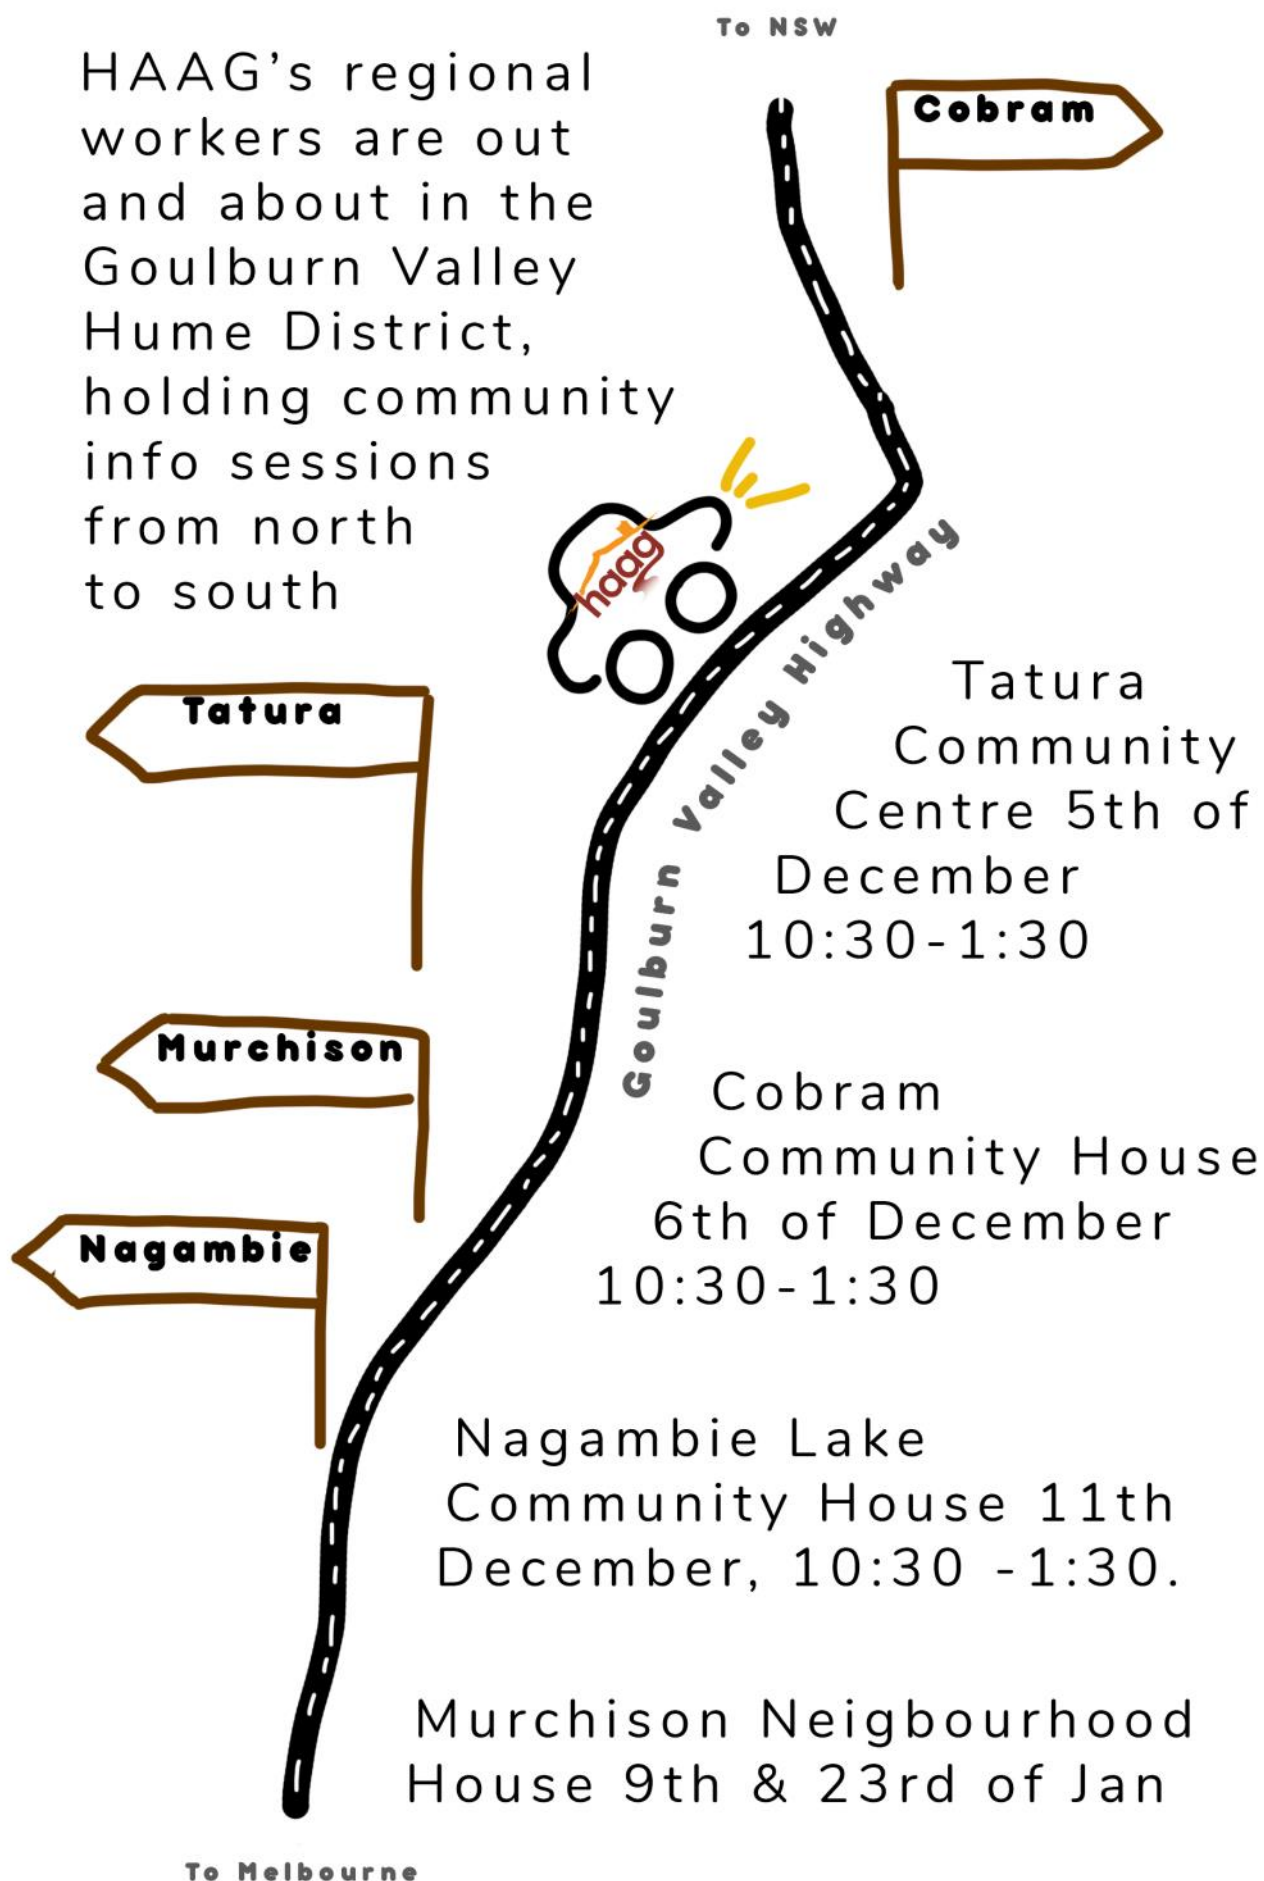 To NSW
HAAG's regional
workers are out
and about in the
Goulburn Valley
Hume District,
holding community
info sessions
from north
to south
Cobram
haag
Goulburn Valley Highway
Tatura
Tatura
Community
Centre 5th of
December
10:30-1:30
Murchison
Cobram
Community House
6th of December
10:30-1:30
Nagambie
Nagambie Lake
Community House 11th
December, 10:30 -1:30.
Murchison Neigbourhood
House 9th & 23rd of Jan
To Melbourne